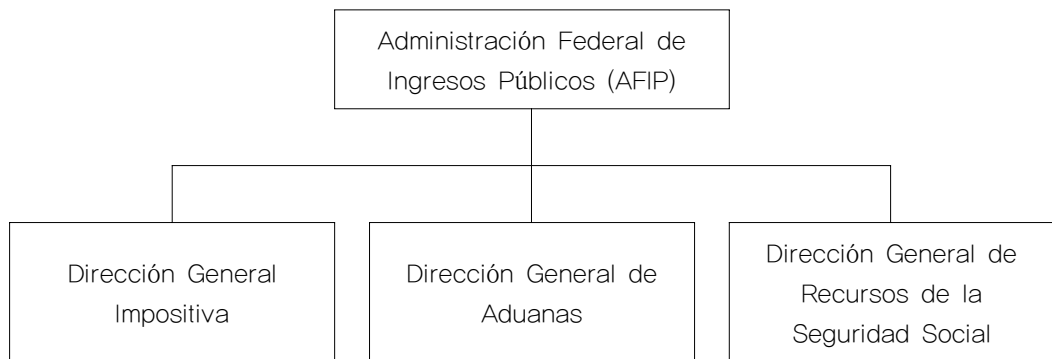 Administración Federal de
Ingresos Públicos (AFIP)
Dirección General
Impositiva
Dirección General de
Aduanas
Dirección General de
Recursos de la
Seguridad Social